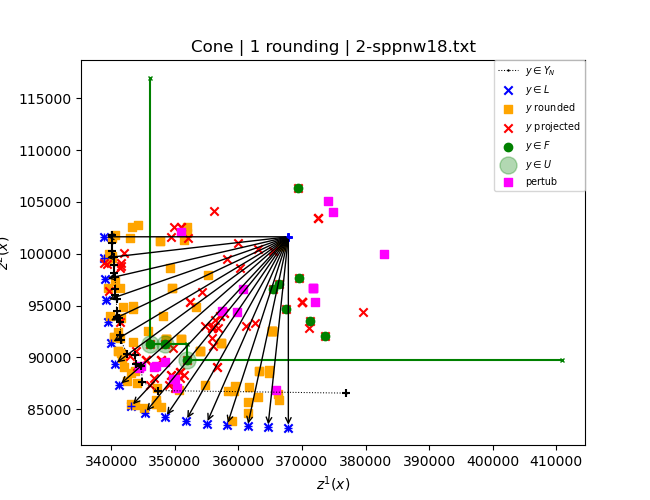 Cone | 1 rounding | 2-sppnw18.txt
z²(x)
115000
110000
105000
100000
95000
90000
85000
340000 350000 360000 370000 380000 390000 400000 410000
z¹(x)
y ∈ Y_N
y ∈ L
y rounded
y projected
y ∈ F
y ∈ U
pertub